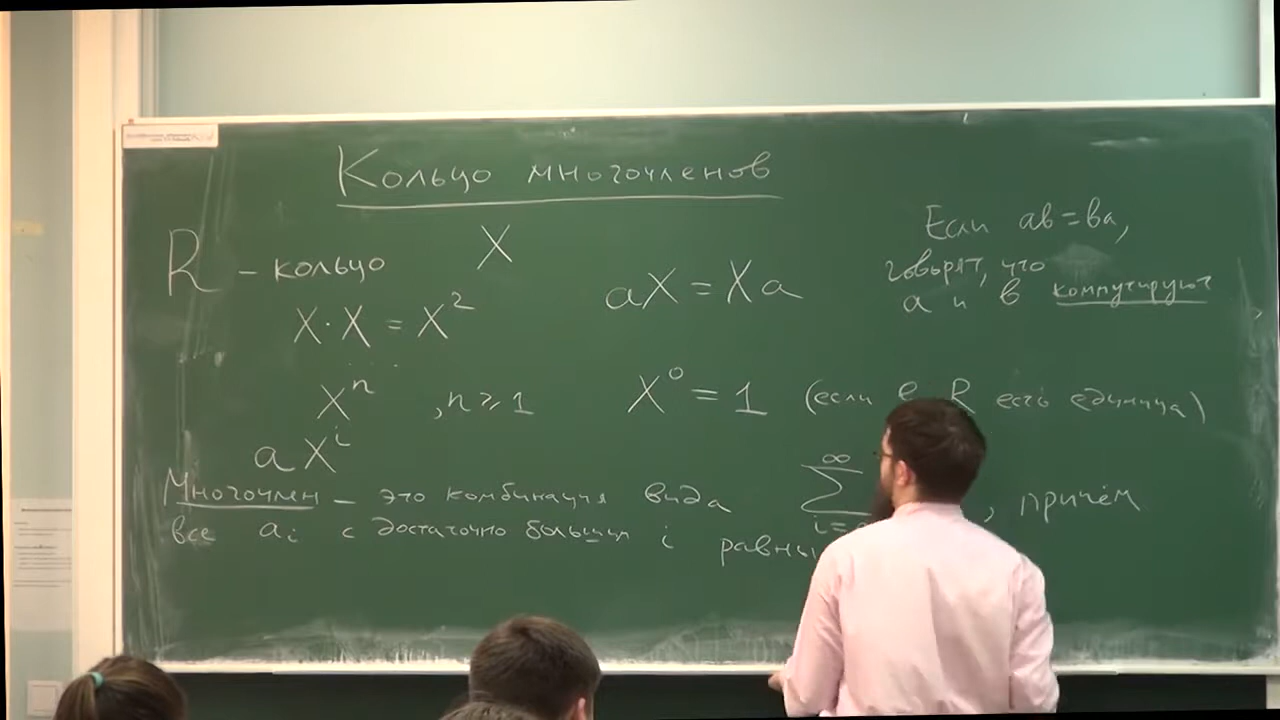 Кольцо многочленов
R – кольцо
X
X·X = X²
aX = Xa
Если ab = ba,
говорят, что
a и b коммутируют
Xⁿ , n ⩾ 1
X⁰ = 1 (если в R есть единица)
aXⁱ
Многочлен – это комбинация вида ∑ ∞ i= , причём
все aᵢ с достаточно большим i равны